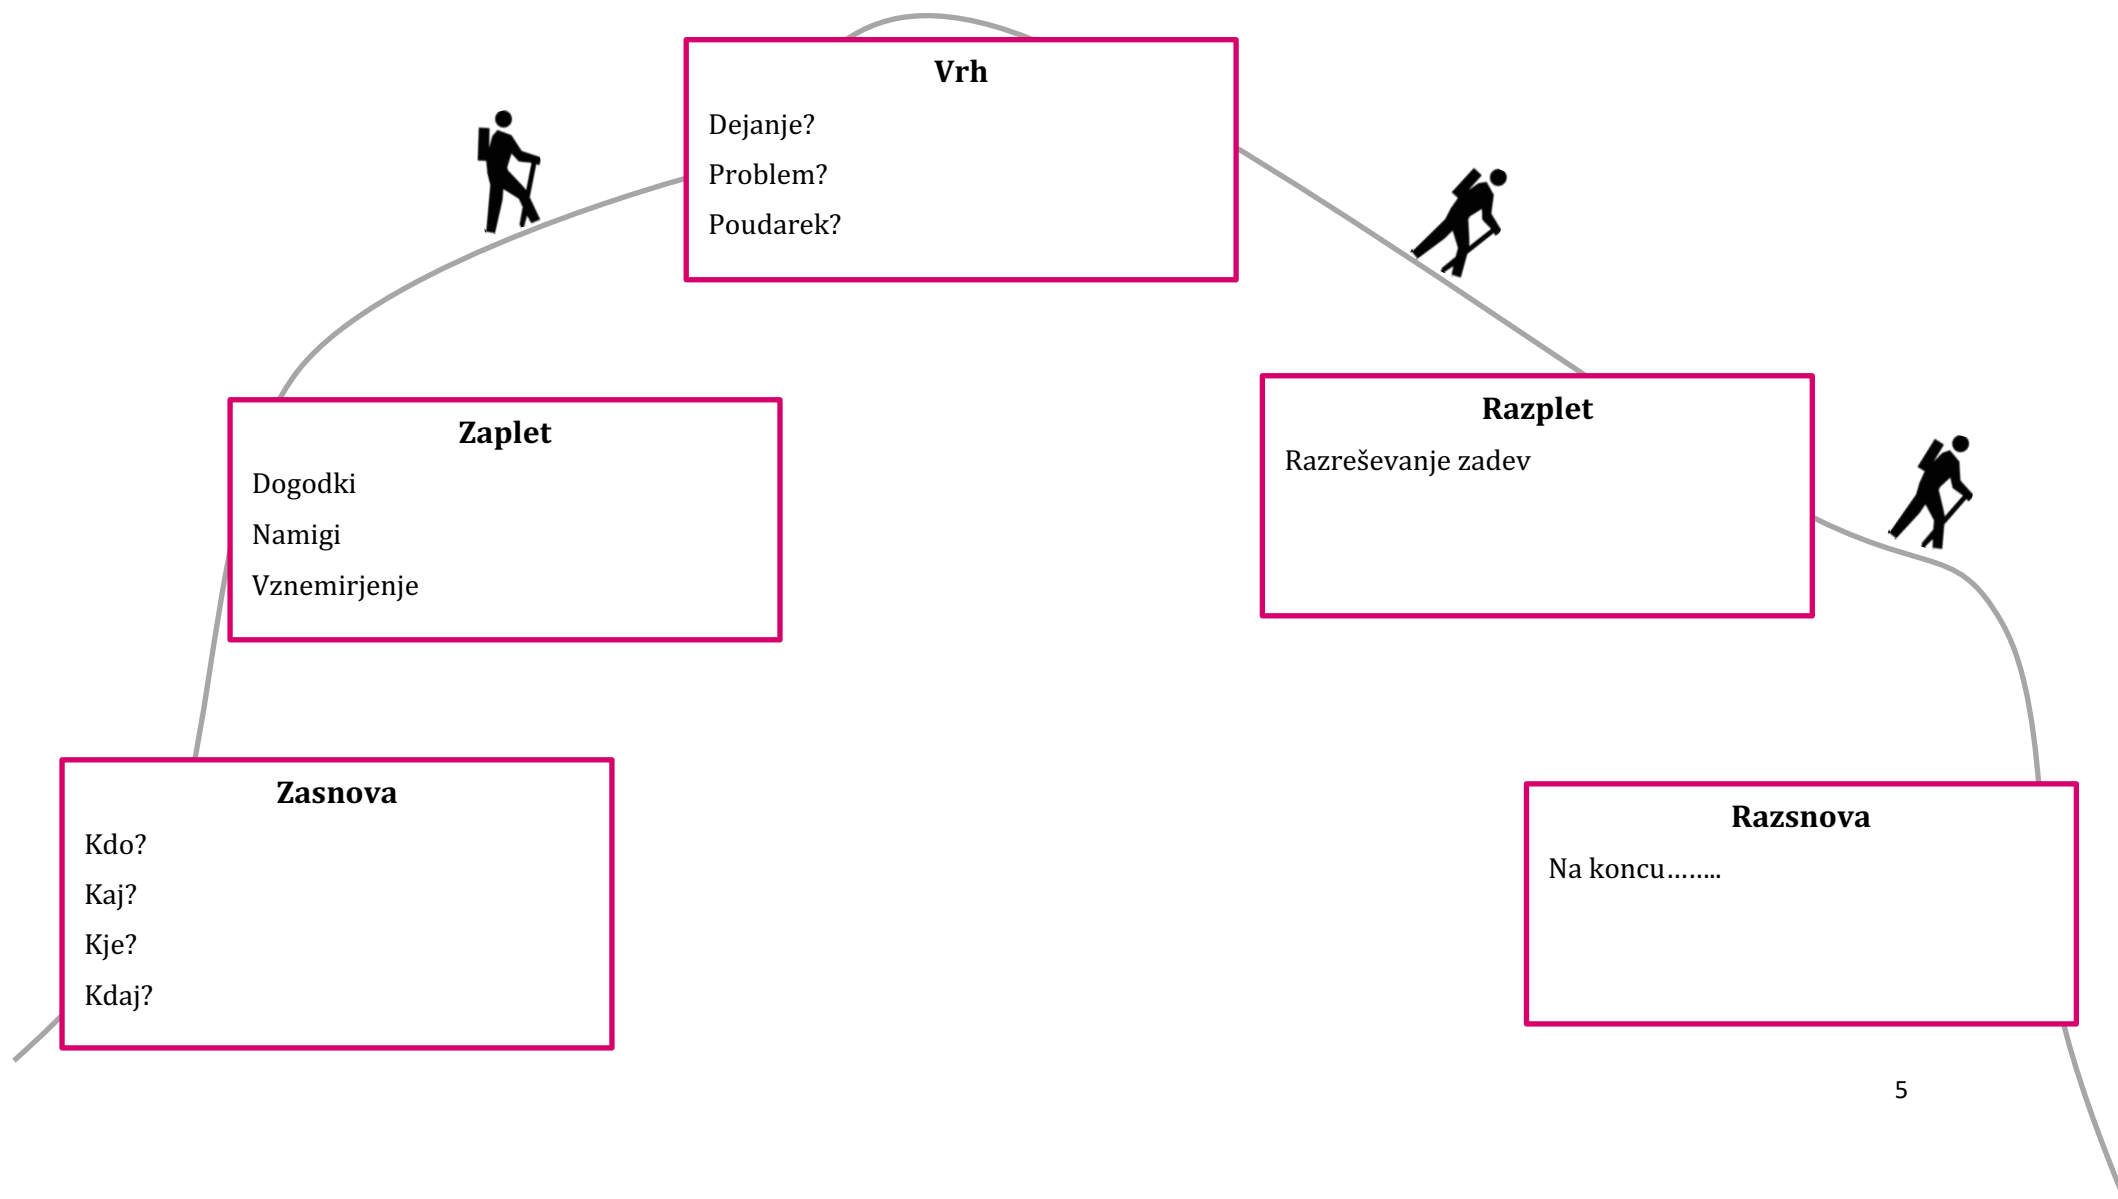 Vrh
Dejanje?
Problem?
Poudarek?
Zaplet
Dogodki
Namigi
Vznemirjenje
Razplet
Razreševanje zadev
Zasnova
Kdo?
Kaj?
Kje?
Kdaj?
Razsnova
Na koncu……..
5